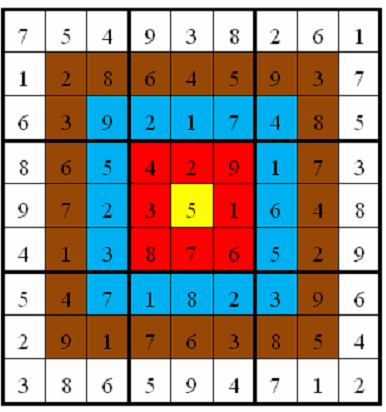 7 5 4 9 3 8 2 6 1
1 2 8 6 4 5 9 3 7
6 3 9 2 1 7 4 8 5
8 6 5 4 2 9 1 7 3
9 7 2 3 5 1 6 4 8
4 1 3 8 7 6 5 2 9
5 4 7 1 8 2 3 9 6
2 9 1 7 6 3 8 5 4
3 8 6 5 9 4 7 1 2